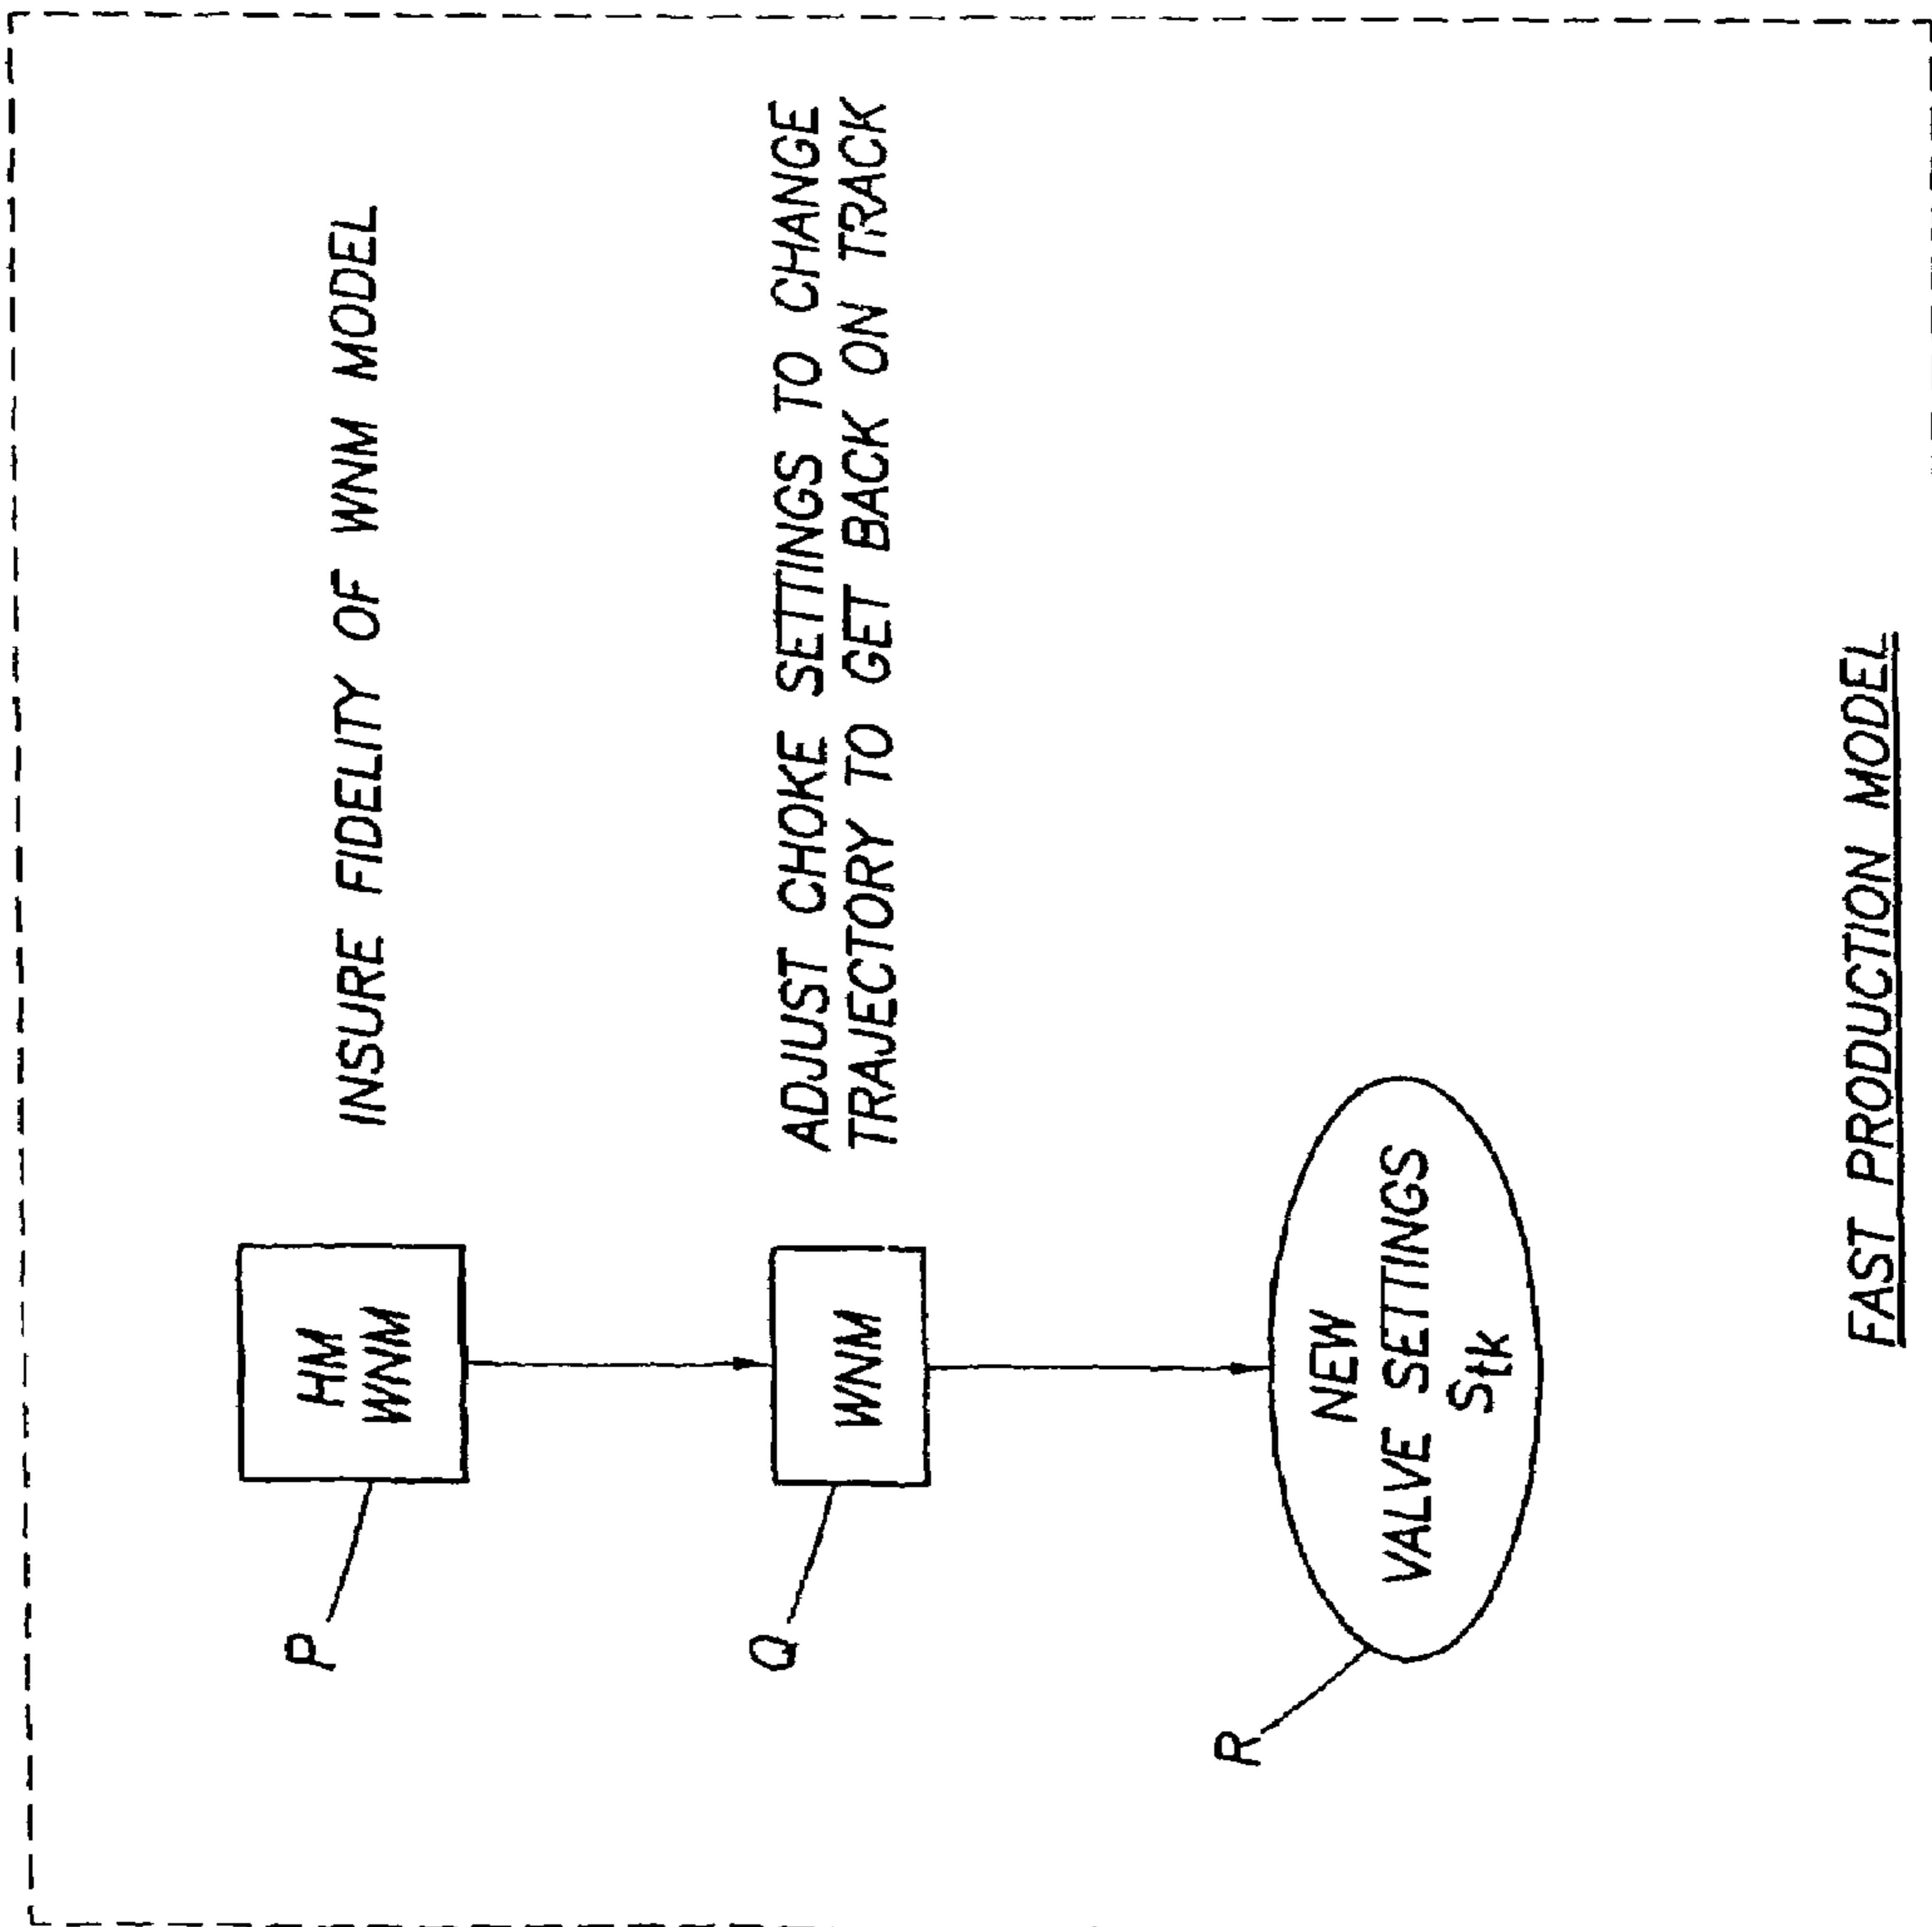 P
HM
WNM
INSURE FIDELITY OF WNM MODEL
Q
WNM
ADJUST CHOKE SETTINGS TO CHANGE
TRAJECTORY TO GET BACK ON TRACK
R
NEW
VALVE SETTINGS
Stk
FAST PRODUCTION MODEL